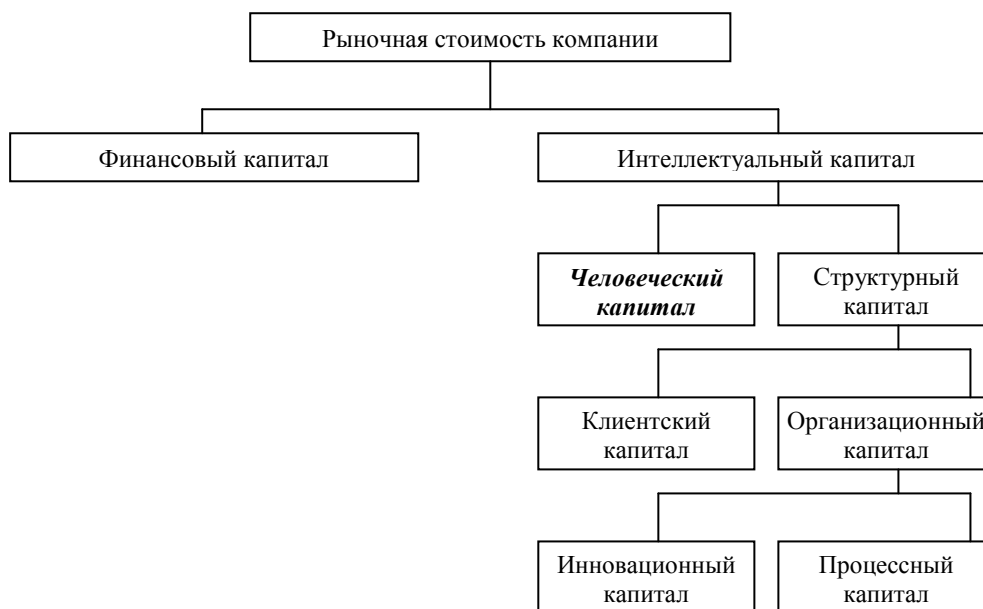 Рыночная стоимость компании
Финансовый капитал
Интеллектуальный капитал
Человеческий
капитал
Структурный
капитал
Клиентский
капитал
Организационный
капитал
Инновационный
капитал
Процессный
капитал